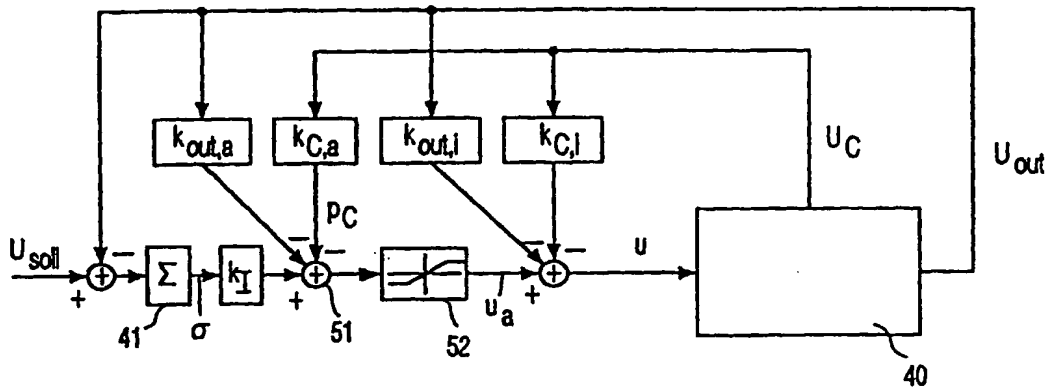 k_out,a
k_C,a
k_out,i
k_C,i
U_C
U_out
p_C
U_soll
+
−
+
Σ
k_I
−
−
+
+
−
−
+
+
u
41
σ
51
52
u_a
40